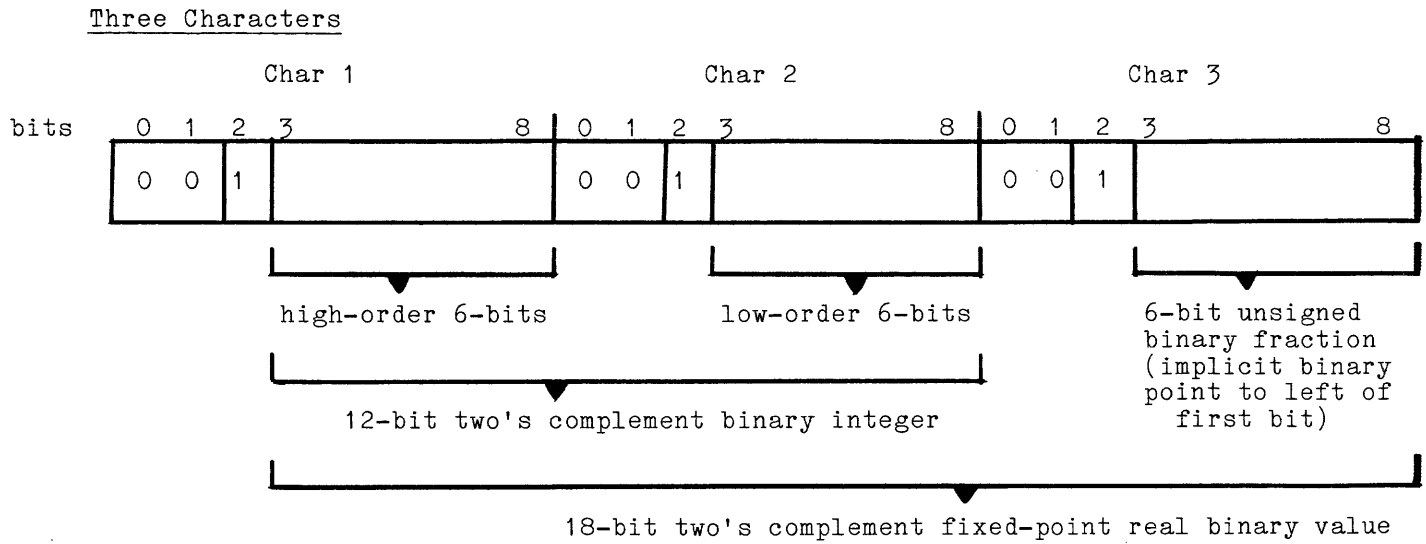 Three Characters
Char 1 Char 2 Char 3
bits 0 1 2 3 8 0 1 2 3 8 0 1 2 3 8
0 0 1 0 0 1 0 0 1
high-order 6-bits low-order 6-bits 6-bit unsigned
binary fraction
(implicit binary
point to left of
first bit)
12-bit two's complement binary integer
18-bit two's complement fixed-point real binary value